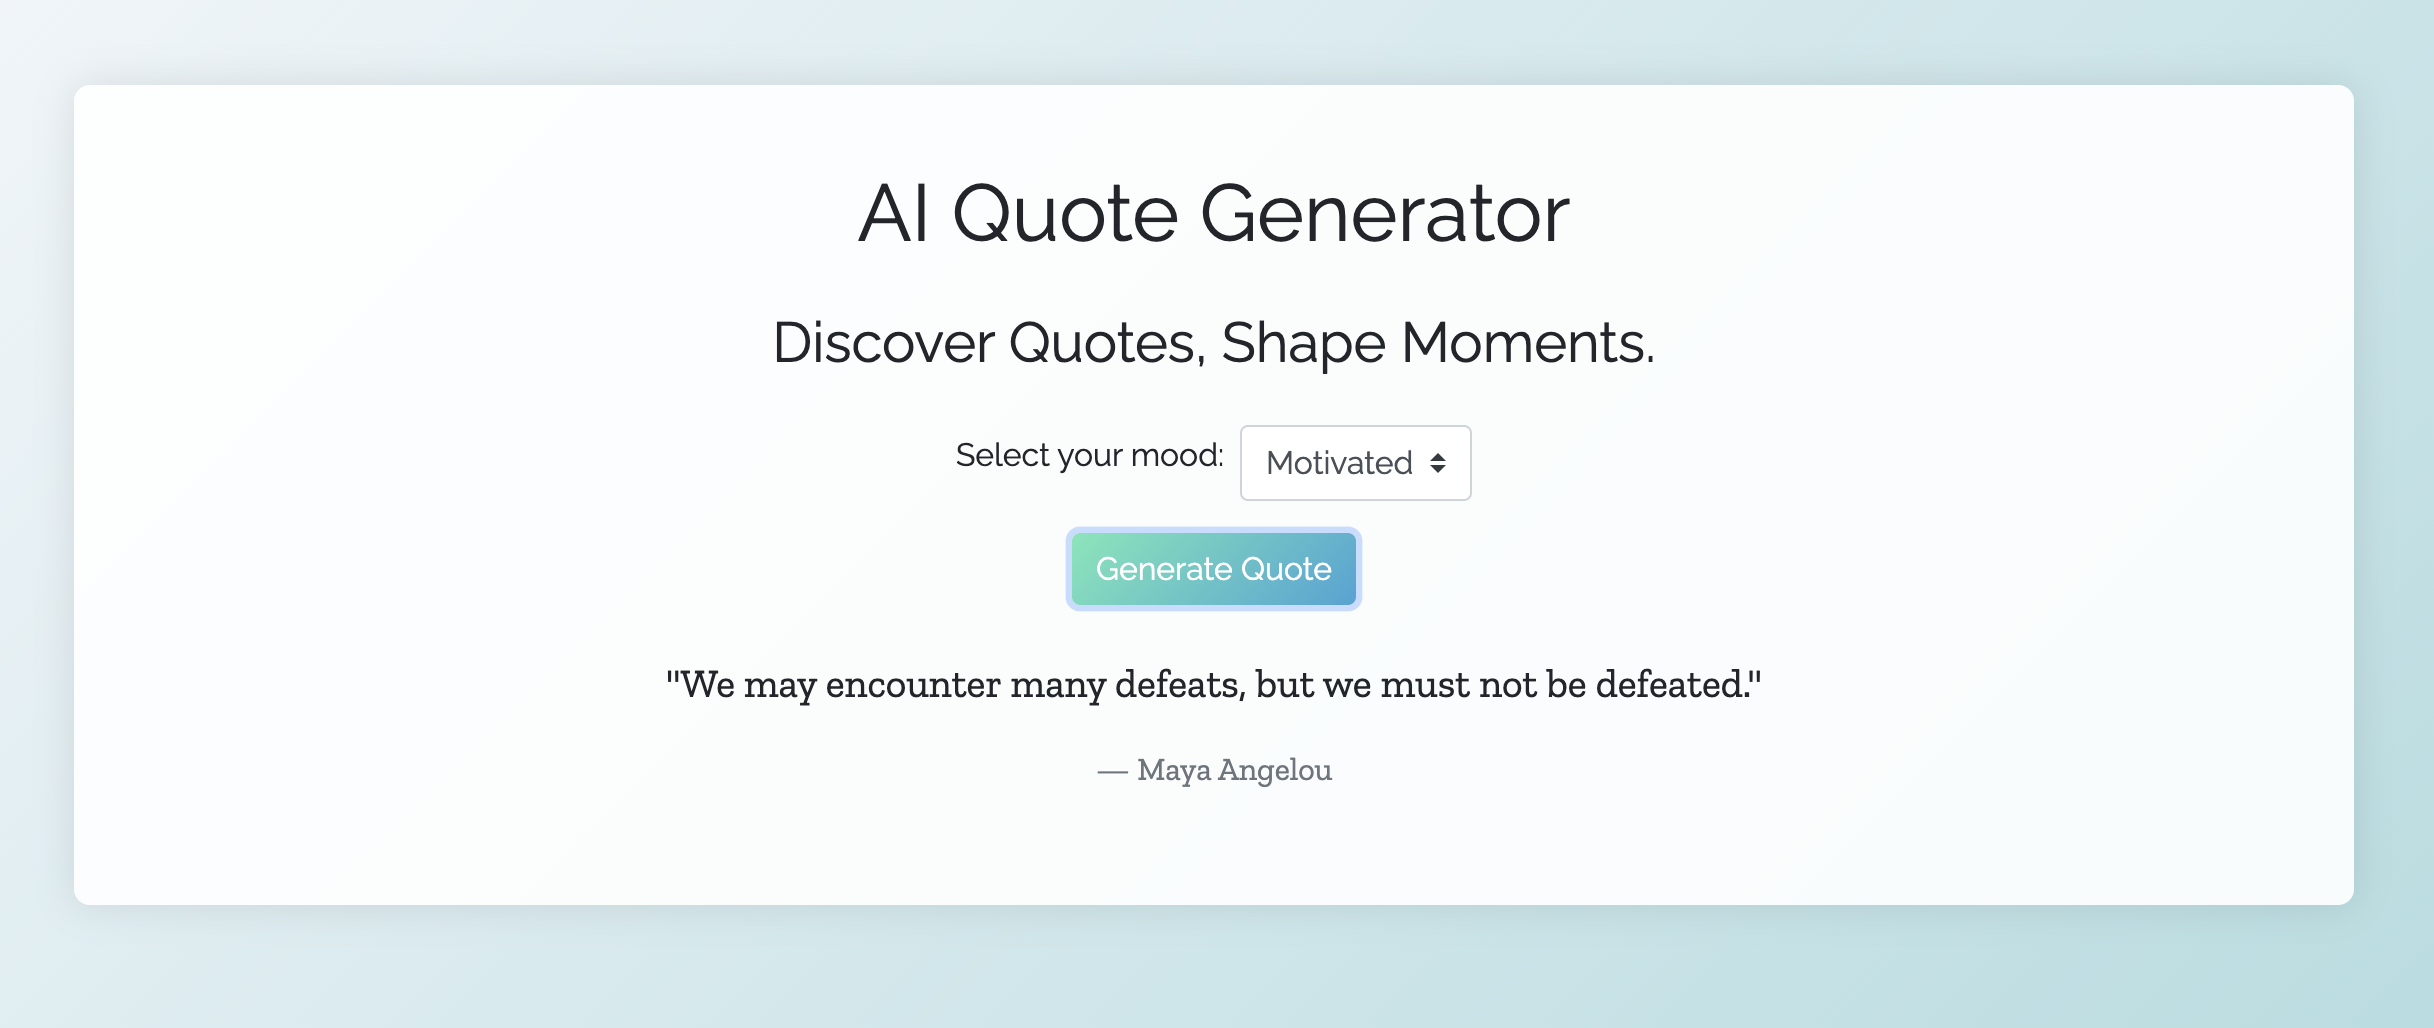 AI Quote Generator
Discover Quotes, Shape Moments.
Select your mood: Motivated
Generate Quote
"We may encounter many defeats, but we must not be defeated."
— Maya Angelou